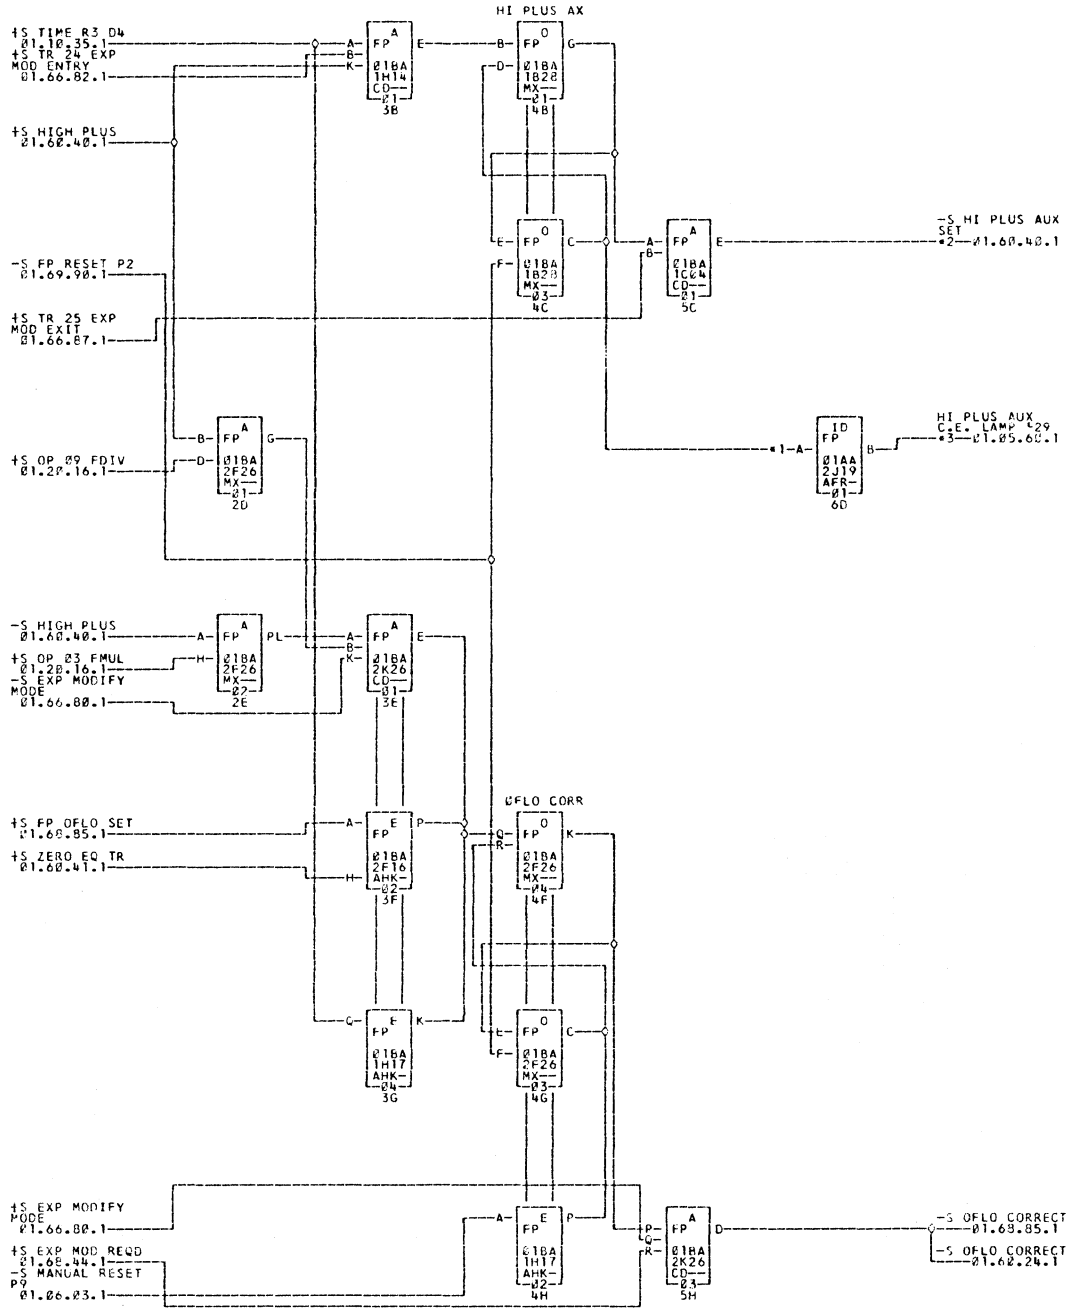 HI PLUS AX
+S TIME R3 D4
01.10.35.1
+S TR 24 EXP
MOD ENTRY
01.66.82.1
A
B
K
A
FP
01BA
1H14
CD--
01
3B
E
B
D
O
FP
01BA
1B28
MX--
01
4B
G
+S HIGH PLUS
01.60.40.1
E
F
O
FP
01BA
1B28
MX--
03
4C
C
A
B
A
FP
01BA
1C04
CD--
01
5C
E
-S HI PLUS AUX
SET
*2--01.60.40.1
-S FP RESET P2
01.69.90.1
+S TR 25 EXP
MOD EXIT
01.66.87.1
B
D
A
FP
01BA
2F26
MX--
01
2D
G
+S OP 09 FDIV
01.20.16.1
*1-A
ID
FP
01AA
2J19
AFR-
01
6D
B
HI PLUS AUX
C.E. LAMP
*3--01.05.60.1
-S HIGH PLUS
01.60.40.1
+S OP 03 FMUL
01.20.16.1
-S EXP MODIFY
MODE
01.66.80.1
A
H
A
FP
01BA
2F26
MX--
02
2E
PL
A
B
K
A
FP
01BA
2K26
CD--
01
3E
E
+S FP OFLO SET
01.68.85.1
+S ZERO EQ TR
01.60.41.1
A
H
E
FP
01BA
2F16
AHK-
02
3F
P
0FLO CORR
Q
R
O
FP
01BA
2F26
MX--
04
4F
K
Q
E
FP
01BA
1H17
AHK-
04
3G
K
E
F
O
FP
01BA
2F26
MX--
03
4G
C
+S EXP MODIFY
MODE
01.66.80.1
+S EXP MOD REQD
01.68.44.1
-S MANUAL RESET
P9
01.06.03.1
A
E
FP
01BA
1H17
AHK-
02
4H
P
P
Q
R
A
FP
01BA
2K26
CD--
03
5H
D
-S OFLO CORRECT
01.68.85.1
-S OFLO CORRECT
01.60.24.1